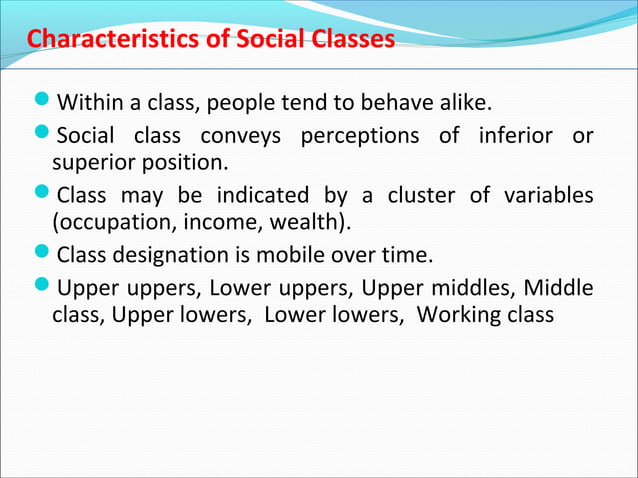 Characteristics of Social Classes
Within a class, people tend to behave alike.
Social class conveys perceptions of inferior or
superior position.
Class may be indicated by a cluster of variables
(occupation, income, wealth).
Class designation is mobile over time.
Upper uppers, Lower uppers, Upper middles, Middle
class, Upper lowers, Lower lowers, Working class